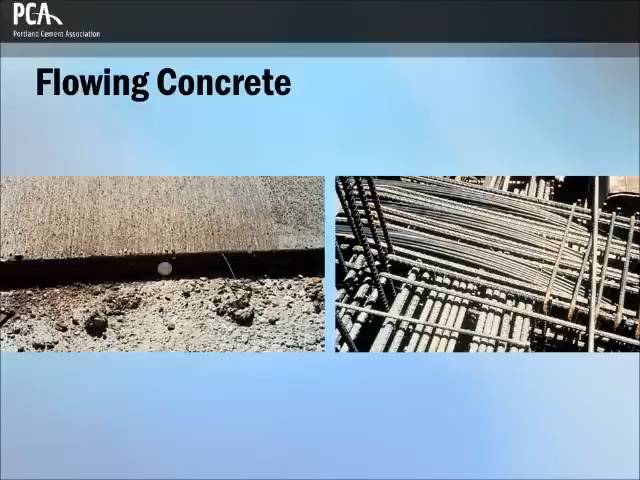 PCA
Portland Cement Association
Flowing Concrete